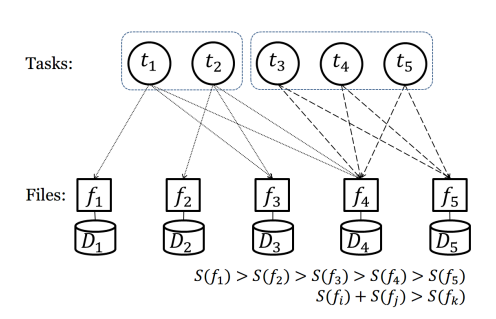 Tasks: t₁ t₂ t₃ t₄ t₅
Files: f₁ f₂ f₃ f₄ f₅
D₁ D₂ D₃ D₄ D₅
S(f₁) > S(f₂) > S(f₃) > S(f₄) > S(f₅)
S(fᵢ) + S(fⱼ) > S(fₖ)